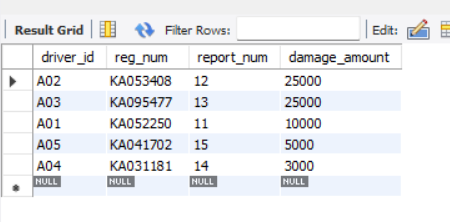 Result Grid Filter Rows: Edit:
driver_id reg_num report_num damage_amount
A02 KA053408 12 25000
A03 KA095477 13 25000
A01 KA052250 11 10000
A05 KA041702 15 5000
A04 KA031181 14 3000
NULL NULL NULL NULL